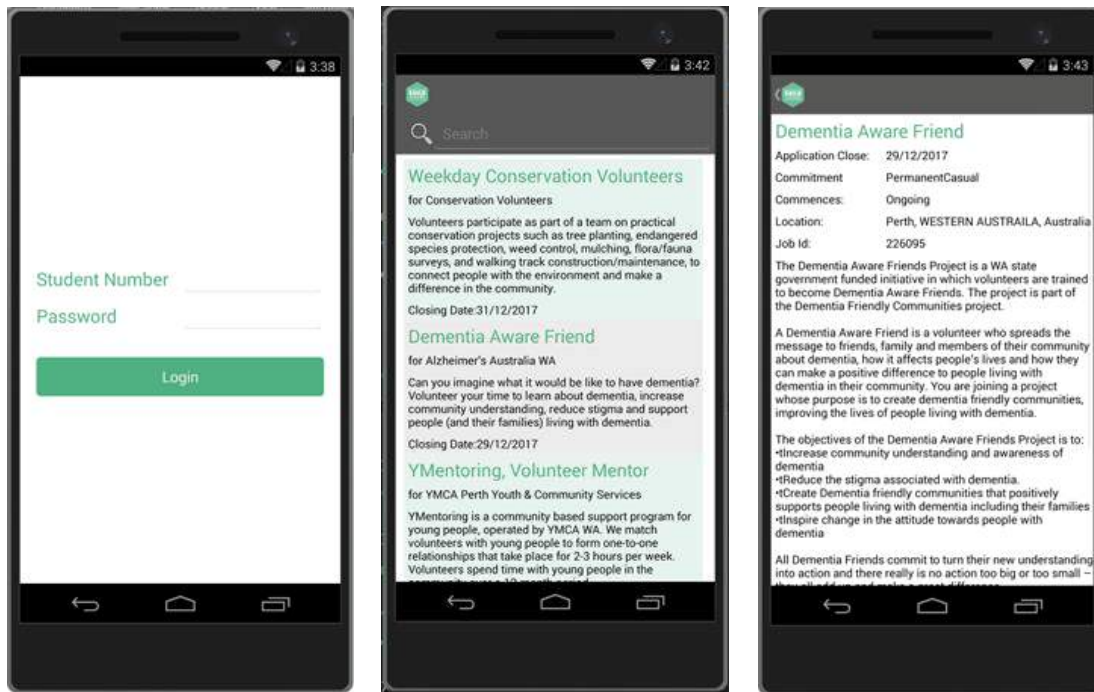 3:38
Student Number
Password
Login
3:42
Search
Weekday Conservation Volunteers
for Conservation Volunteers
Volunteers participate as part of a team on practical
conservation projects such as tree planting, endangered
species protection, weed control, mulching, flora/fauna
surveys, and walking track construction/maintenance, to
connect people with the environment and make a
difference in the community.
Closing Date:31/12/2017
Dementia Aware Friend
for Alzheimer's Australia WA
Can you imagine what it would be like to have dementia?
Volunteer your time to learn about dementia, increase
community understanding, reduce stigma and support
people (and their families) living with dementia.
Closing Date:29/12/2017
YMentoring, Volunteer Mentor
for YMCA Perth Youth & Community Services
YMentoring is a community based support program for
young people, operated by YMCA WA. We match
volunteers with young people to form one-to-one
relationships that take place for 2-3 hours per week.
Volunteers spend time with young people in the
3:43
Dementia Aware Friend
Application Close: 29/12/2017
Commitment PermanentCasual
Commences: Ongoing
Location: Perth, WESTERN AUSTRAILA, Australia
Job Id: 226095
The Dementia Aware Friends Project is a WA state
government funded initiative in which volunteers are trained
to become Dementia Aware Friends. The project is part of
the Dementia Friendly Communities project.
A Dementia Aware Friend is a volunteer who spreads the
message to friends, family and members of their community
about dementia, how it affects people's lives and how they
can make a positive difference to people living with
dementia in their community. You are joining a project
whose purpose is to create dementia friendly communities,
improving the lives of people living with dementia.
The objectives of the Dementia Aware Friends Project is to:
•tIncrease community understanding and awareness of
dementia
•tReduce the stigma associated with dementia.
•tCreate Dementia friendly communities that positively
supports people living with dementia including their families
•tInspire change in the attitude towards people with
dementia
All Dementia Friends commit to turn their new understanding
into action and there really is no action too big or too small –